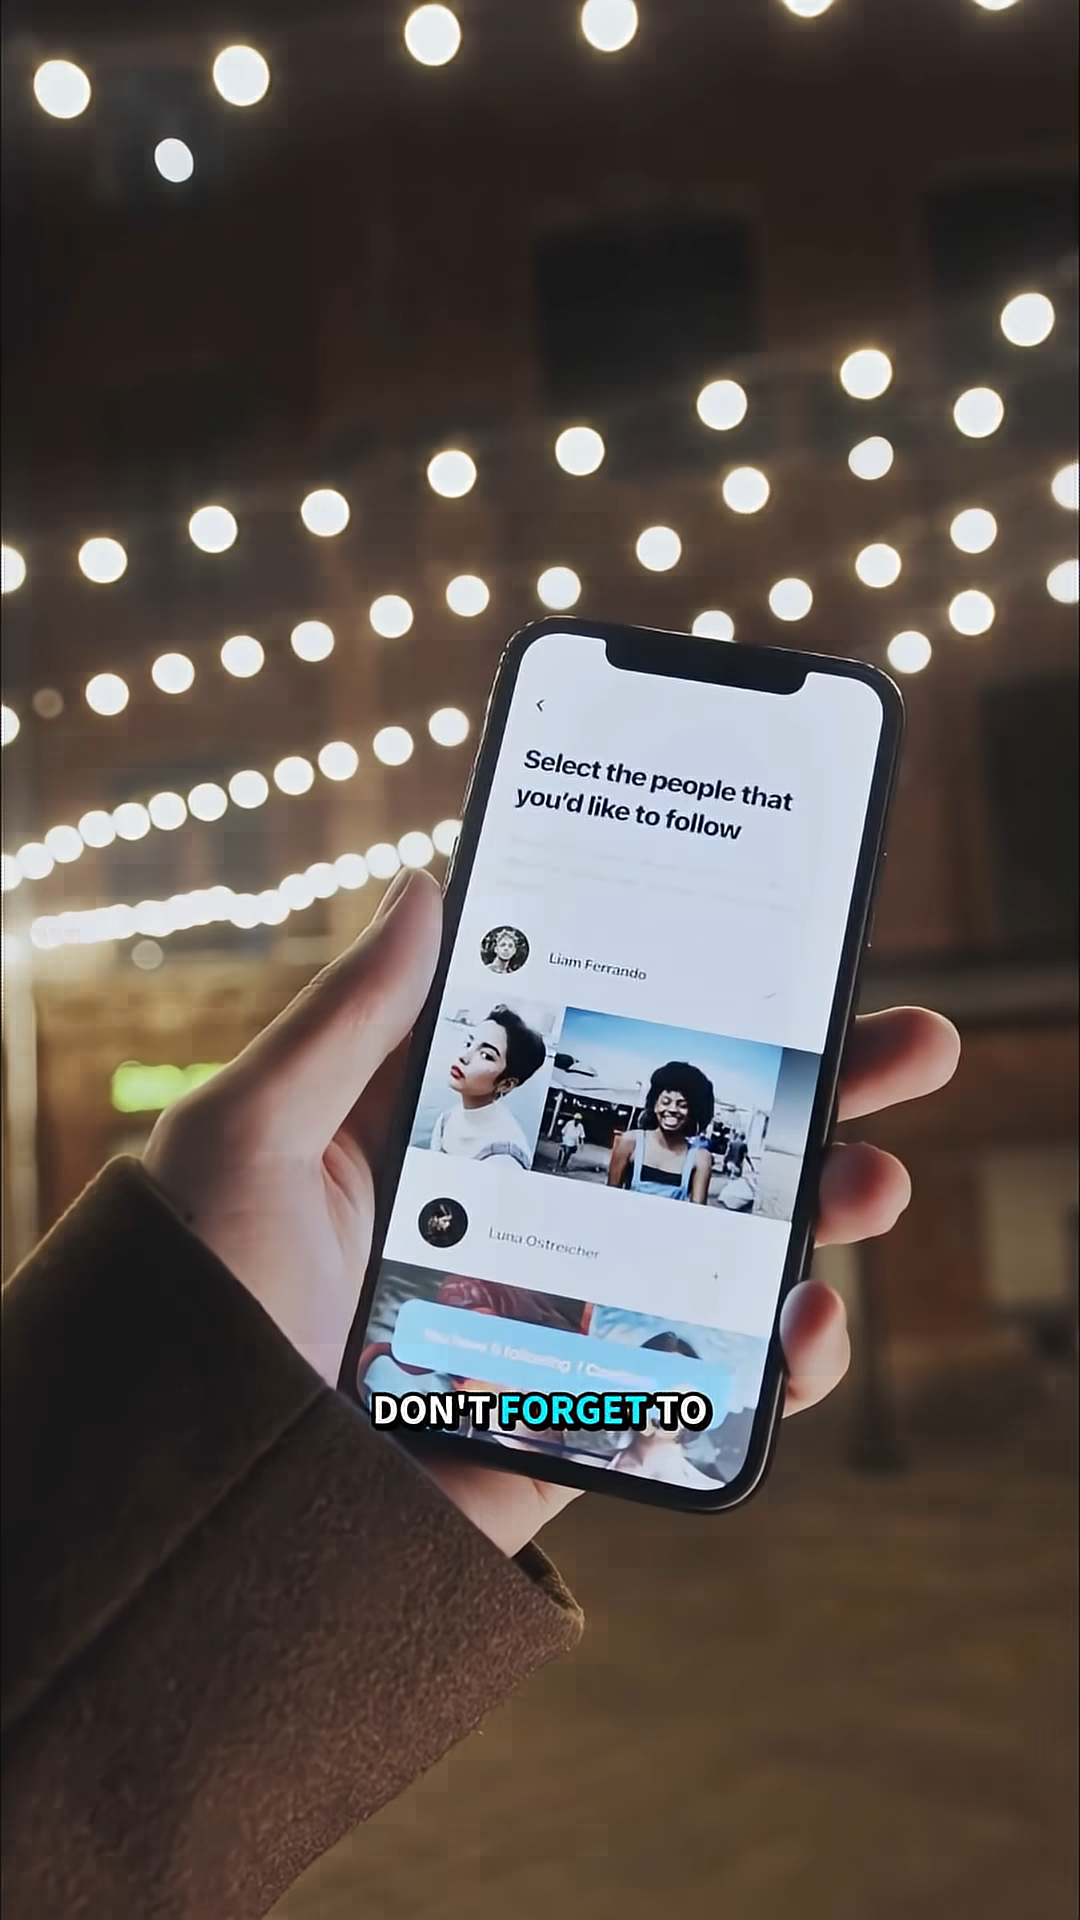 Select the people that
you'd like to follow
Liam Ferrando
Luna Ostreicher
DON'T FORGET TO